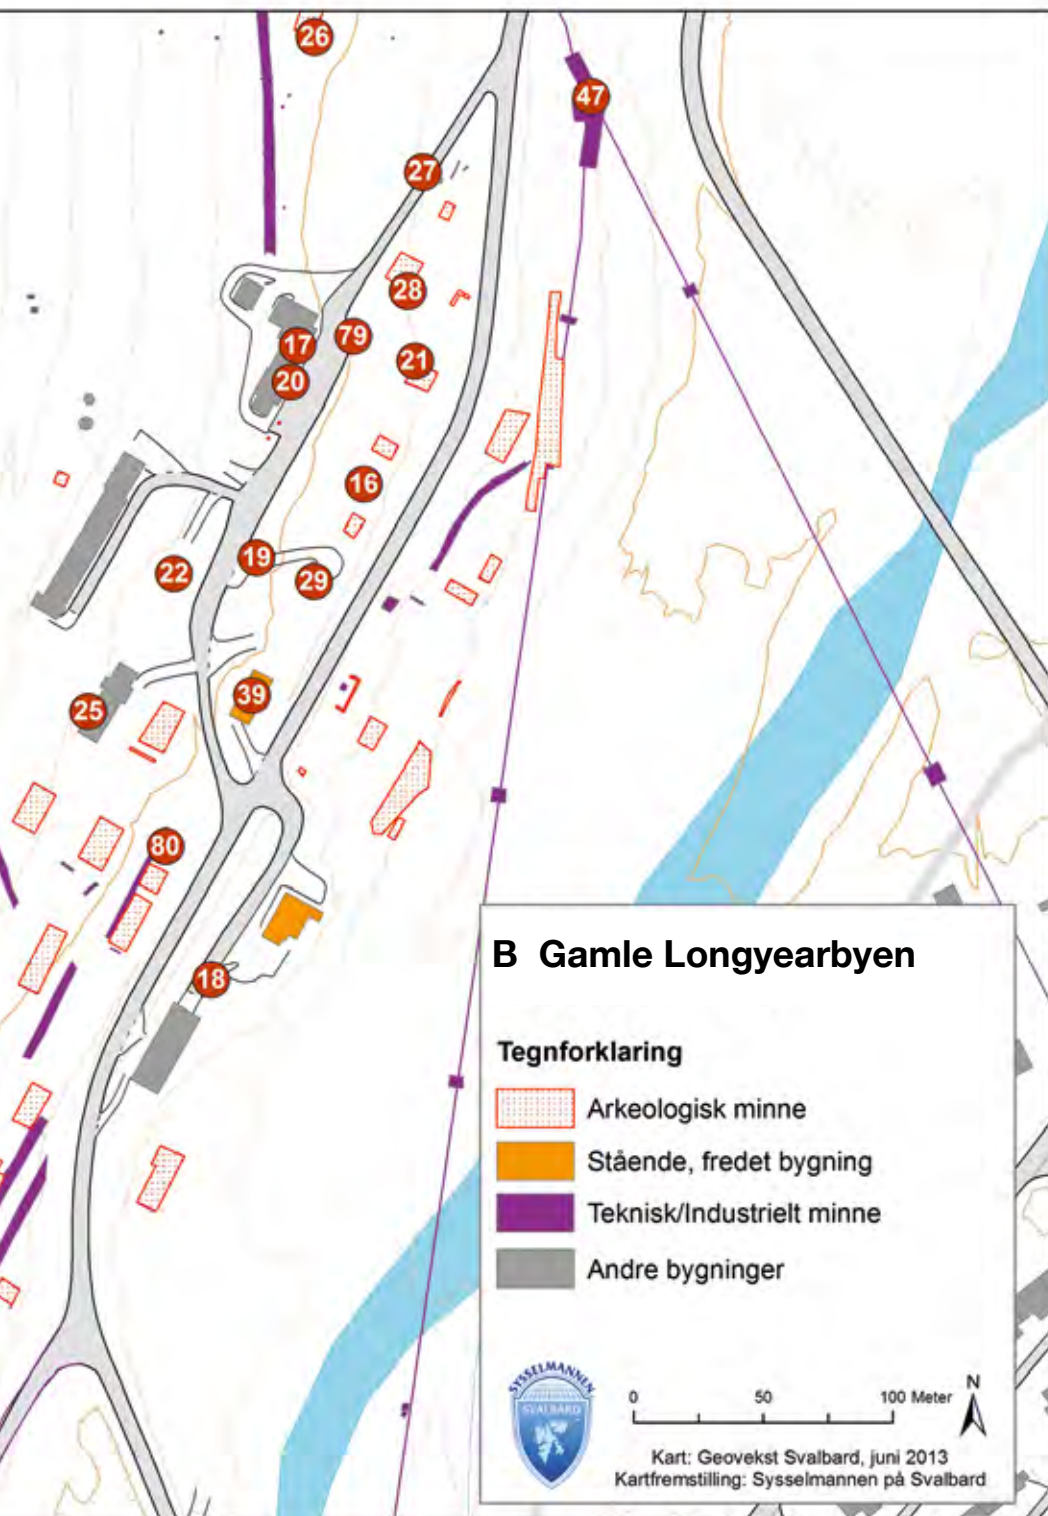 26
47
27
28
79
17
21
20
16
19
22
29
39
25
80
18
B Gamle Longyearbyen
Tegnforklaring
Arkeologisk minne
Stående, fredet bygning
Teknisk/Industrielt minne
Andre bygninger
SYSSELMANNEN
SVALBARD
0 50 100 Meter
N
Kart: Geovekst Svalbard, juni 2013
Kartfremstilling: Sysselmannen på Svalbard